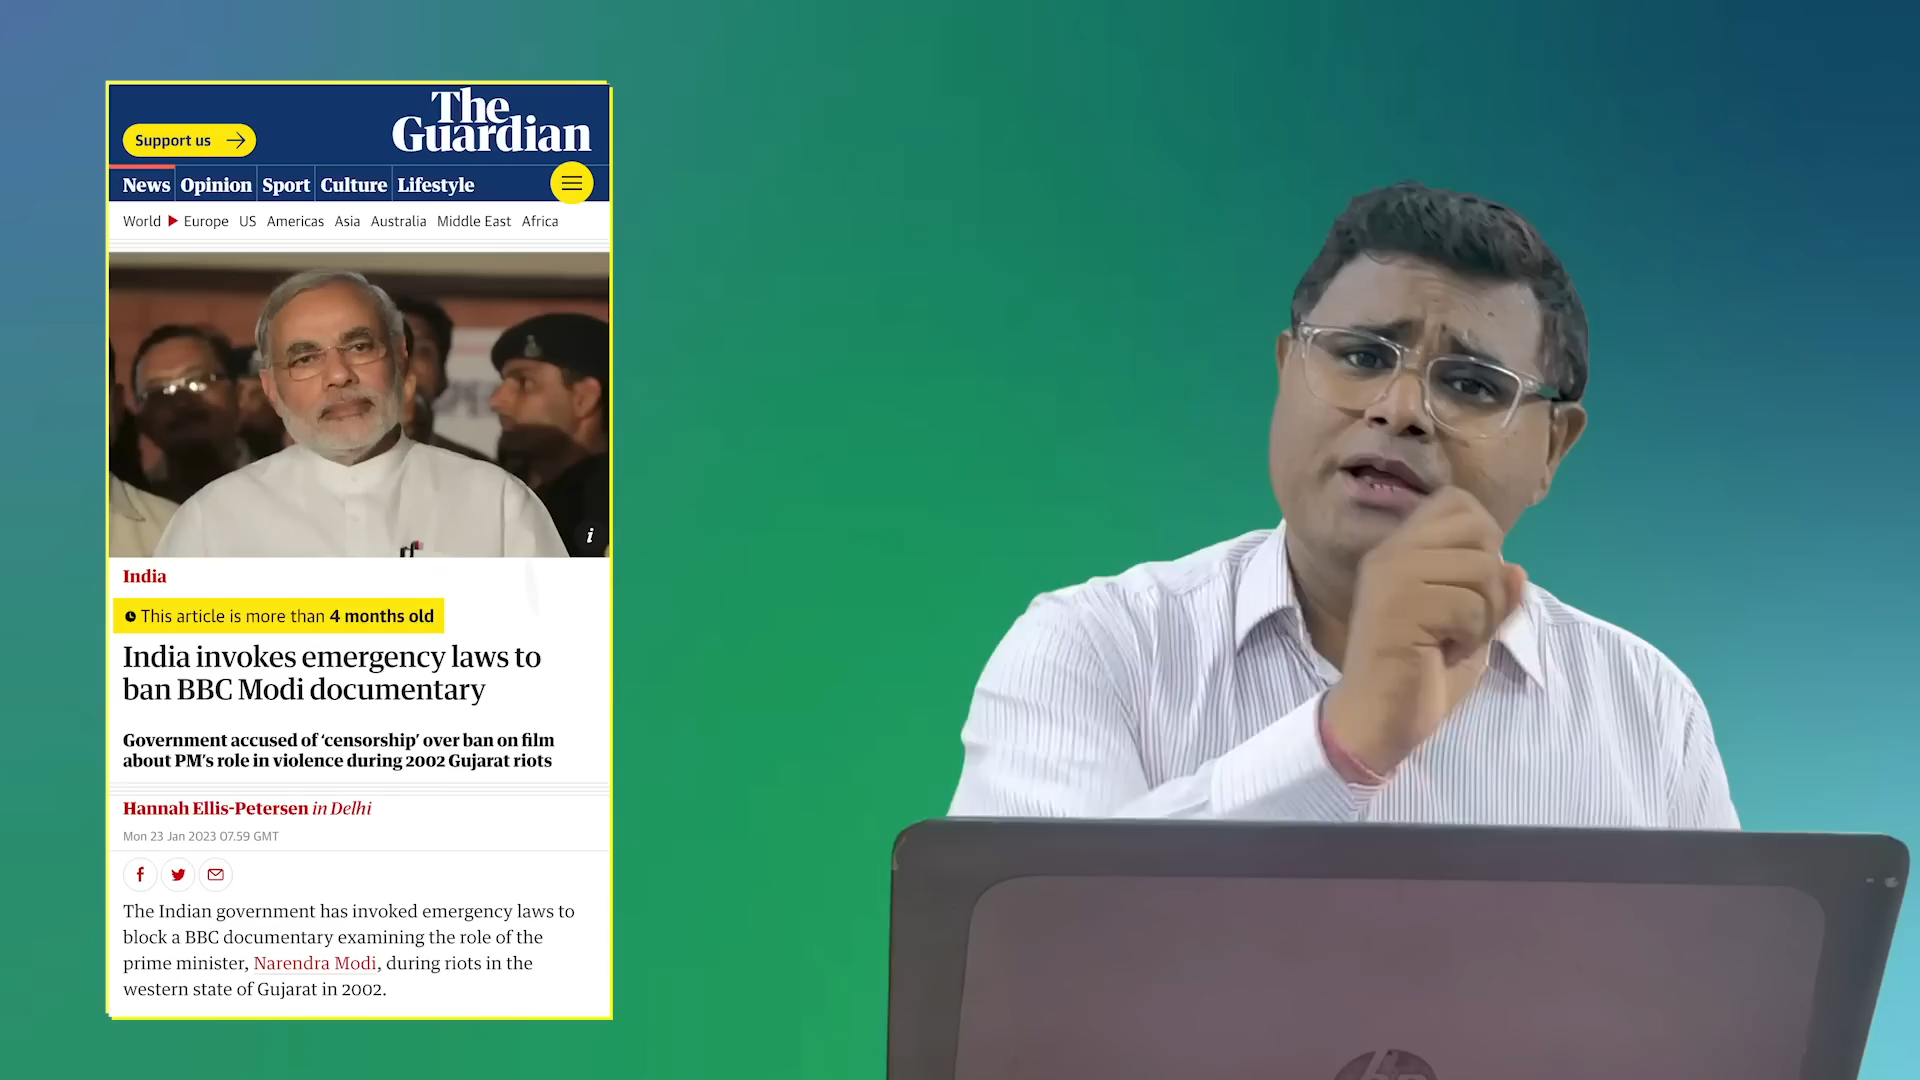 The
Guardian
Support us
News Opinion Sport Culture Lifestyle
World Europe US Americas Asia Australia Middle East Africa
i
India
This article is more than 4 months old
India invokes emergency laws to
ban BBC Modi documentary
Government accused of ‘censorship’ over ban on film
about PM’s role in violence during 2002 Gujarat riots
Hannah Ellis-Petersen in Delhi
Mon 23 Jan 2023 07.59 GMT
The Indian government has invoked emergency laws to
block a BBC documentary examining the role of the
prime minister, Narendra Modi, during riots in the
western state of Gujarat in 2002.
hp